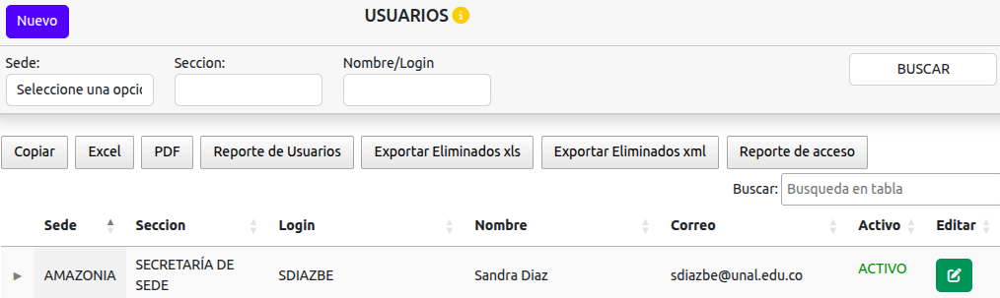 Nuevo
USUARIOS
Sede:
Seccion:
Nombre/Login
Seleccione una opci
BUSCAR
Copiar
Excel
PDF
Reporte de Usuarios
Exportar Eliminados xls
Exportar Eliminados xml
Reporte de acceso
Buscar: Busqueda en tabla
Sede Seccion Login Nombre Correo Activo Editar
AMAZONIA SECRETARÍA DE SEDE SDIAZBE Sandra Diaz sdiazbe@unal.edu.co ACTIVO